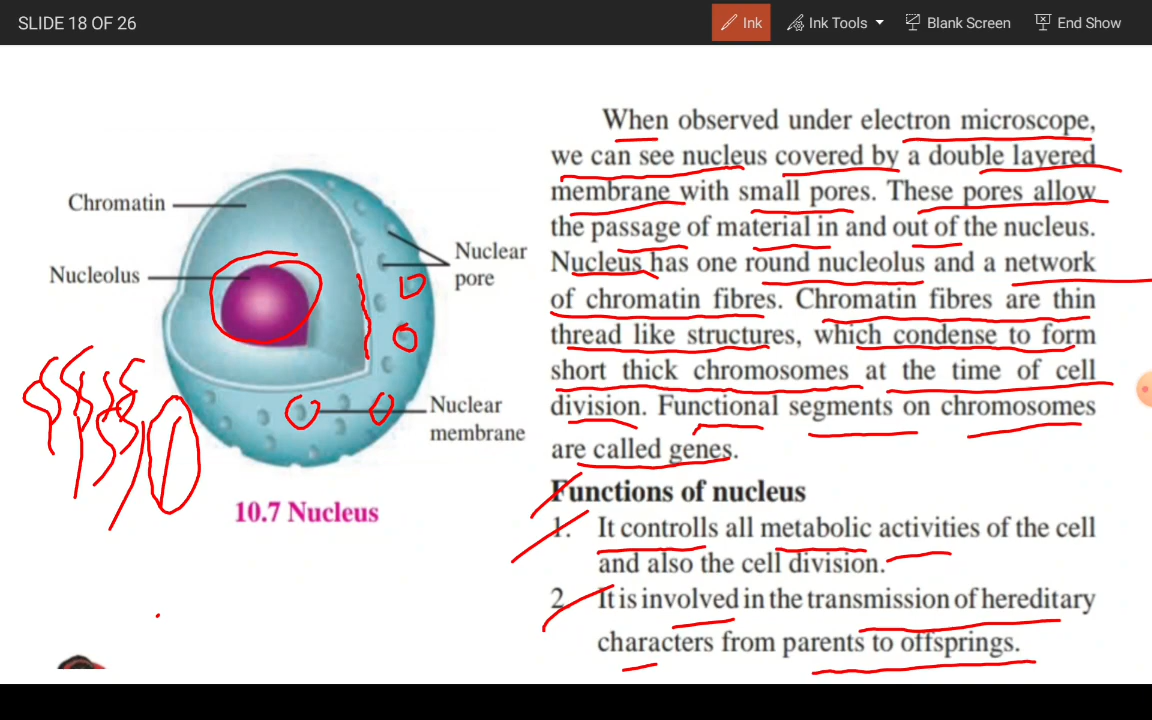 SLIDE 18 OF 26
Ink
Ink Tools
Blank Screen
End Show
Chromatin
Nucleolus
Nuclear
pore
Nuclear
membrane
10.7 Nucleus
When observed under electron microscope,
we can see nucleus covered by a double layered
membrane with small pores. These pores allow
the passage of material in and out of the nucleus.
Nucleus has one round nucleolus and a network
of chromatin fibres. Chromatin fibres are thin
thread like structures, which condense to form
short thick chromosomes at the time of cell
division. Functional segments on chromosomes
are called genes.
Functions of nucleus
1. It controlls all metabolic activities of the cell
and also the cell division.
2. It is involved in the transmission of hereditary
characters from parents to offsprings.